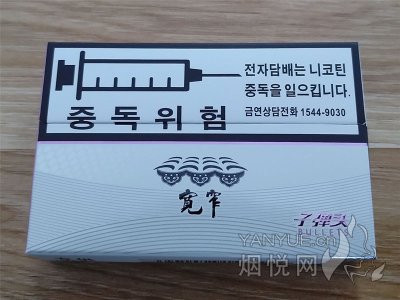 전자담배는 니코틴
중독을 일으킵니다.
중독위험
금연상담전화 1544-9030
宽窄
子弹头
BULLET
YANYUE.cn
烟悦网